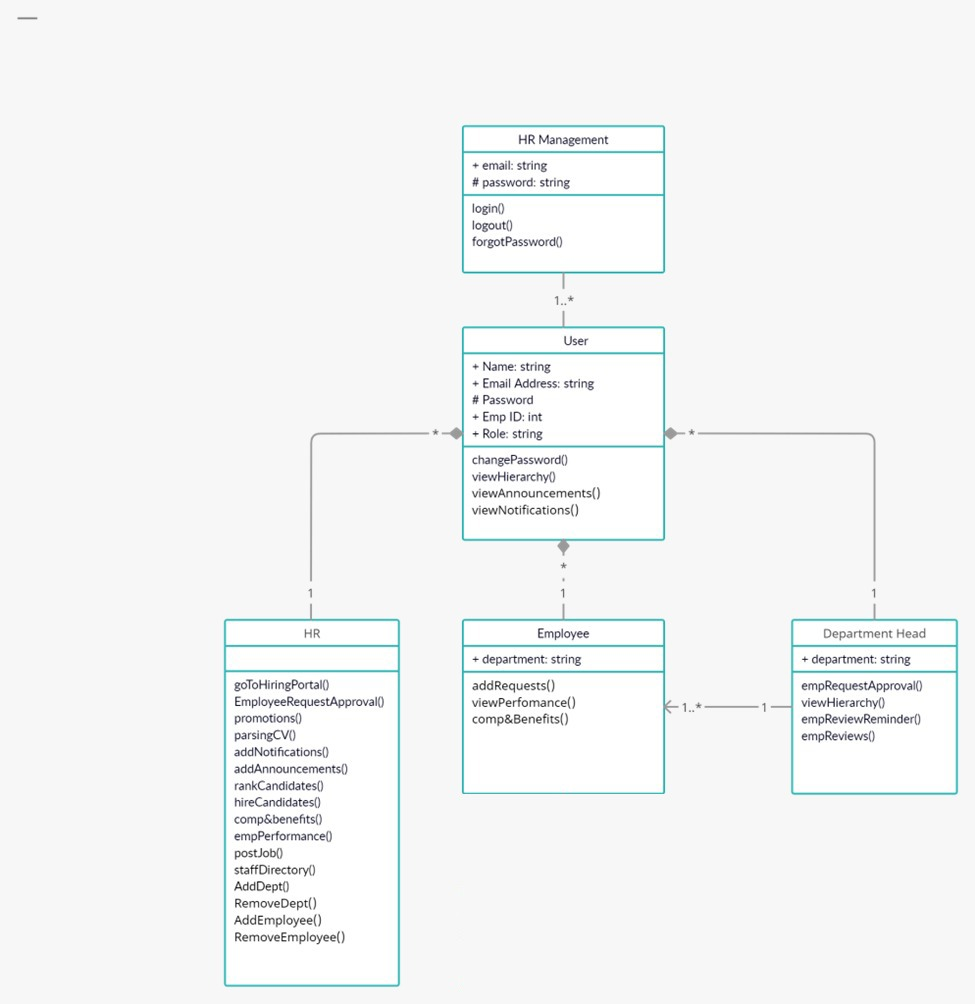 HR Management
+ email: string
# password: string
login()
logout()
forgotPassword()
1..*
User
+ Name: string
+ Email Address: string
# Password
+ Emp ID: int
+ Role: string
changePassword()
viewHierarchy()
viewAnnouncements()
viewNotifications()
*
*
*
1
1
1
HR
goToHiringPortal()
EmployeeRequestApproval()
promotions()
parsingCV()
addNotifications()
addAnnouncements()
rankCandidates()
hireCandidates()
comp&benefits()
empPerformance()
postJob()
staffDirectory()
AddDept()
RemoveDept()
AddEmployee()
RemoveEmployee()
Employee
+ department: string
addRequests()
viewPerfomance()
comp&Benefits()
1..*
1
Department Head
+ department: string
empRequestApproval()
viewHierarchy()
empReviewReminder()
empReviews()